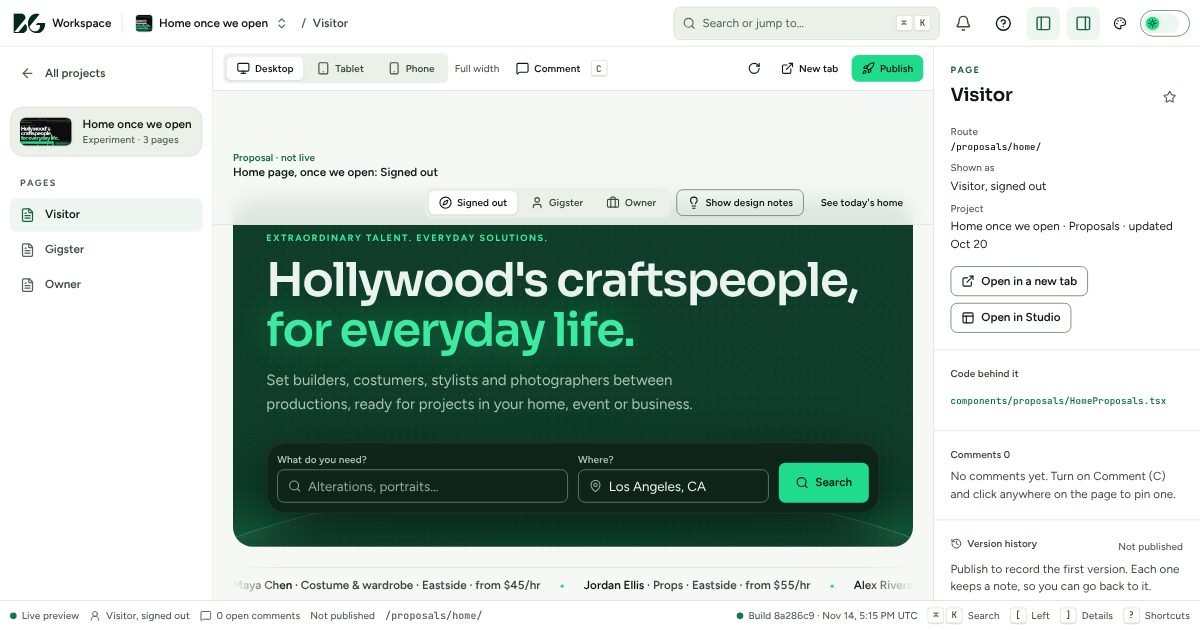 Workspace
Home once we open
/ Visitor
Search or jump to...
⌘ K
All projects
Home once we open
Experiment · 3 pages
PAGES
Visitor
Gigster
Owner
Desktop
Tablet
Phone
Full width
Comment
C
New tab
Publish
Proposal · not live
Home page, once we open: Signed out
Signed out
Gigster
Owner
Show design notes
See today's home
EXTRAORDINARY TALENT. EVERYDAY SOLUTIONS.
Hollywood's craftspeople,
for everyday life.
Set builders, costumers, stylists and photographers between
productions, ready for projects in your home, event or business.
What do you need?
Alterations, portraits...
Where?
Los Angeles, CA
Search
Maya Chen · Costume & wardrobe · Eastside · from $45/hr
Jordan Ellis · Props · Eastside · from $55/hr
Alex Rivera
PAGE
Visitor
Route
/proposals/home/
Shown as
Visitor, signed out
Project
Home once we open · Proposals · updated
Oct 20
Open in a new tab
Open in Studio
Code behind it
components/proposals/HomeProposals.tsx
Comments 0
No comments yet. Turn on Comment (C)
and click anywhere on the page to pin one.
Version history
Not published
Publish to record the first version. Each one
keeps a note, so you can go back to it.
Live preview
Visitor, signed out
0 open comments
Not published
/proposals/home/
Build 8a286c9 · Nov 14, 5:15 PM UTC
⌘ K Search
[ Left
] Details
? Shortcuts